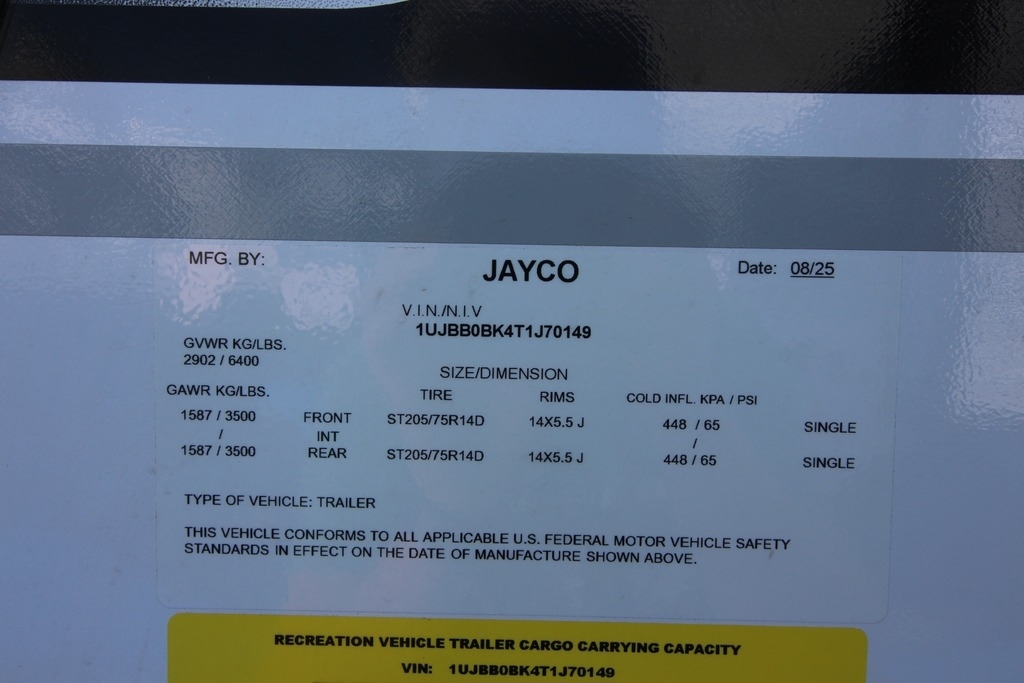 MFG. BY: JAYCO Date: 08/25
V.I.N./N.I.V
1UJBB0BK4T1J70149
GVWR KG/LBS.
2902 / 6400
SIZE/DIMENSION
GAWR KG/LBS. TIRE RIMS COLD INFL. KPA / PSI
1587 / 3500 FRONT ST205/75R14D 14X5.5 J 448 / 65 SINGLE
/ INT /
1587 / 3500 REAR ST205/75R14D 14X5.5 J 448 / 65 SINGLE
TYPE OF VEHICLE: TRAILER
THIS VEHICLE CONFORMS TO ALL APPLICABLE U.S. FEDERAL MOTOR VEHICLE SAFETY
STANDARDS IN EFFECT ON THE DATE OF MANUFACTURE SHOWN ABOVE.
RECREATION VEHICLE TRAILER CARGO CARRYING CAPACITY
VIN: 1UJBB0BK4T1J70149